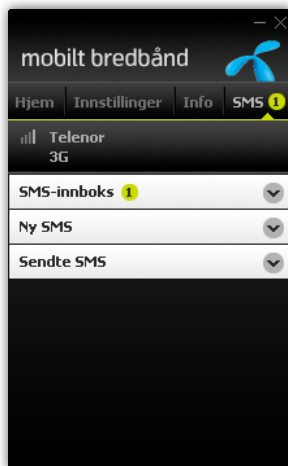 mobilt bredbånd
Hjem Innstillinger Info SMS 1
Telenor
3G
SMS-innboks 1
Ny SMS
Sendte SMS